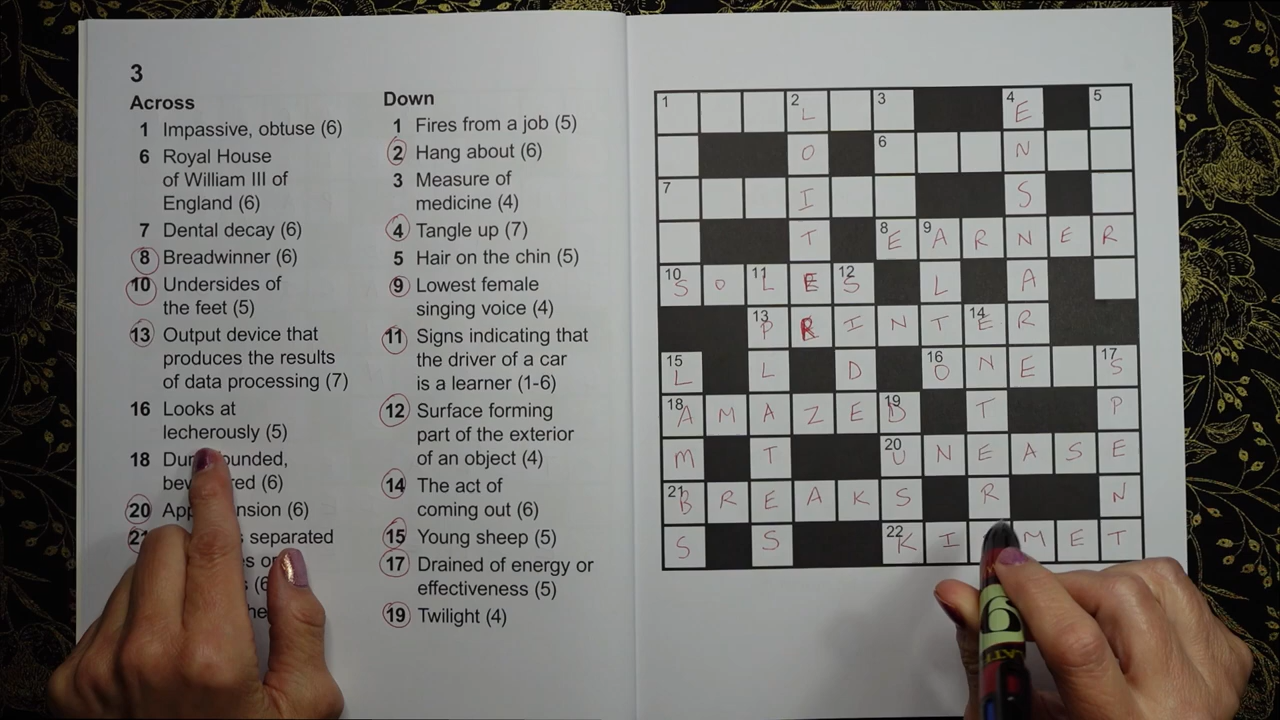 3
Across
1 Impassive, obtuse (6)
6 Royal House
of William III of
England (6)
7 Dental decay (6)
8 Breadwinner (6)
10 Undersides of
the feet (5)
13 Output device that
produces the results
of data processing (7)
16 Looks at
lecherously (5)
18
(6)
20 (6)
21 separated
Down
1 Fires from a job (5)
2 Hang about (6)
3 Measure of
medicine (4)
4 Tangle up (7)
5 Hair on the chin (5)
9 Lowest female
singing voice (4)
11 Signs indicating that
the driver of a car
is a learner (1-6)
12 Surface forming
part of the exterior
of an object (4)
14 The act of
coming out (6)
15 Young sheep (5)
17 Drained of energy or
effectiveness (5)
19 Twilight (4)
1 2 L 3 4 E 5
O 6 N
7 I S
T 8 E 9 A R N E R
10 S O 11 L E 12 S L A
13 P R I N T 14 E R
15 L L D 16 O N E 17 S
18 A M A Z E 19 D T P
M T 20 U N E A S E
21 B R E A K S R N
S S 22 K I M E T